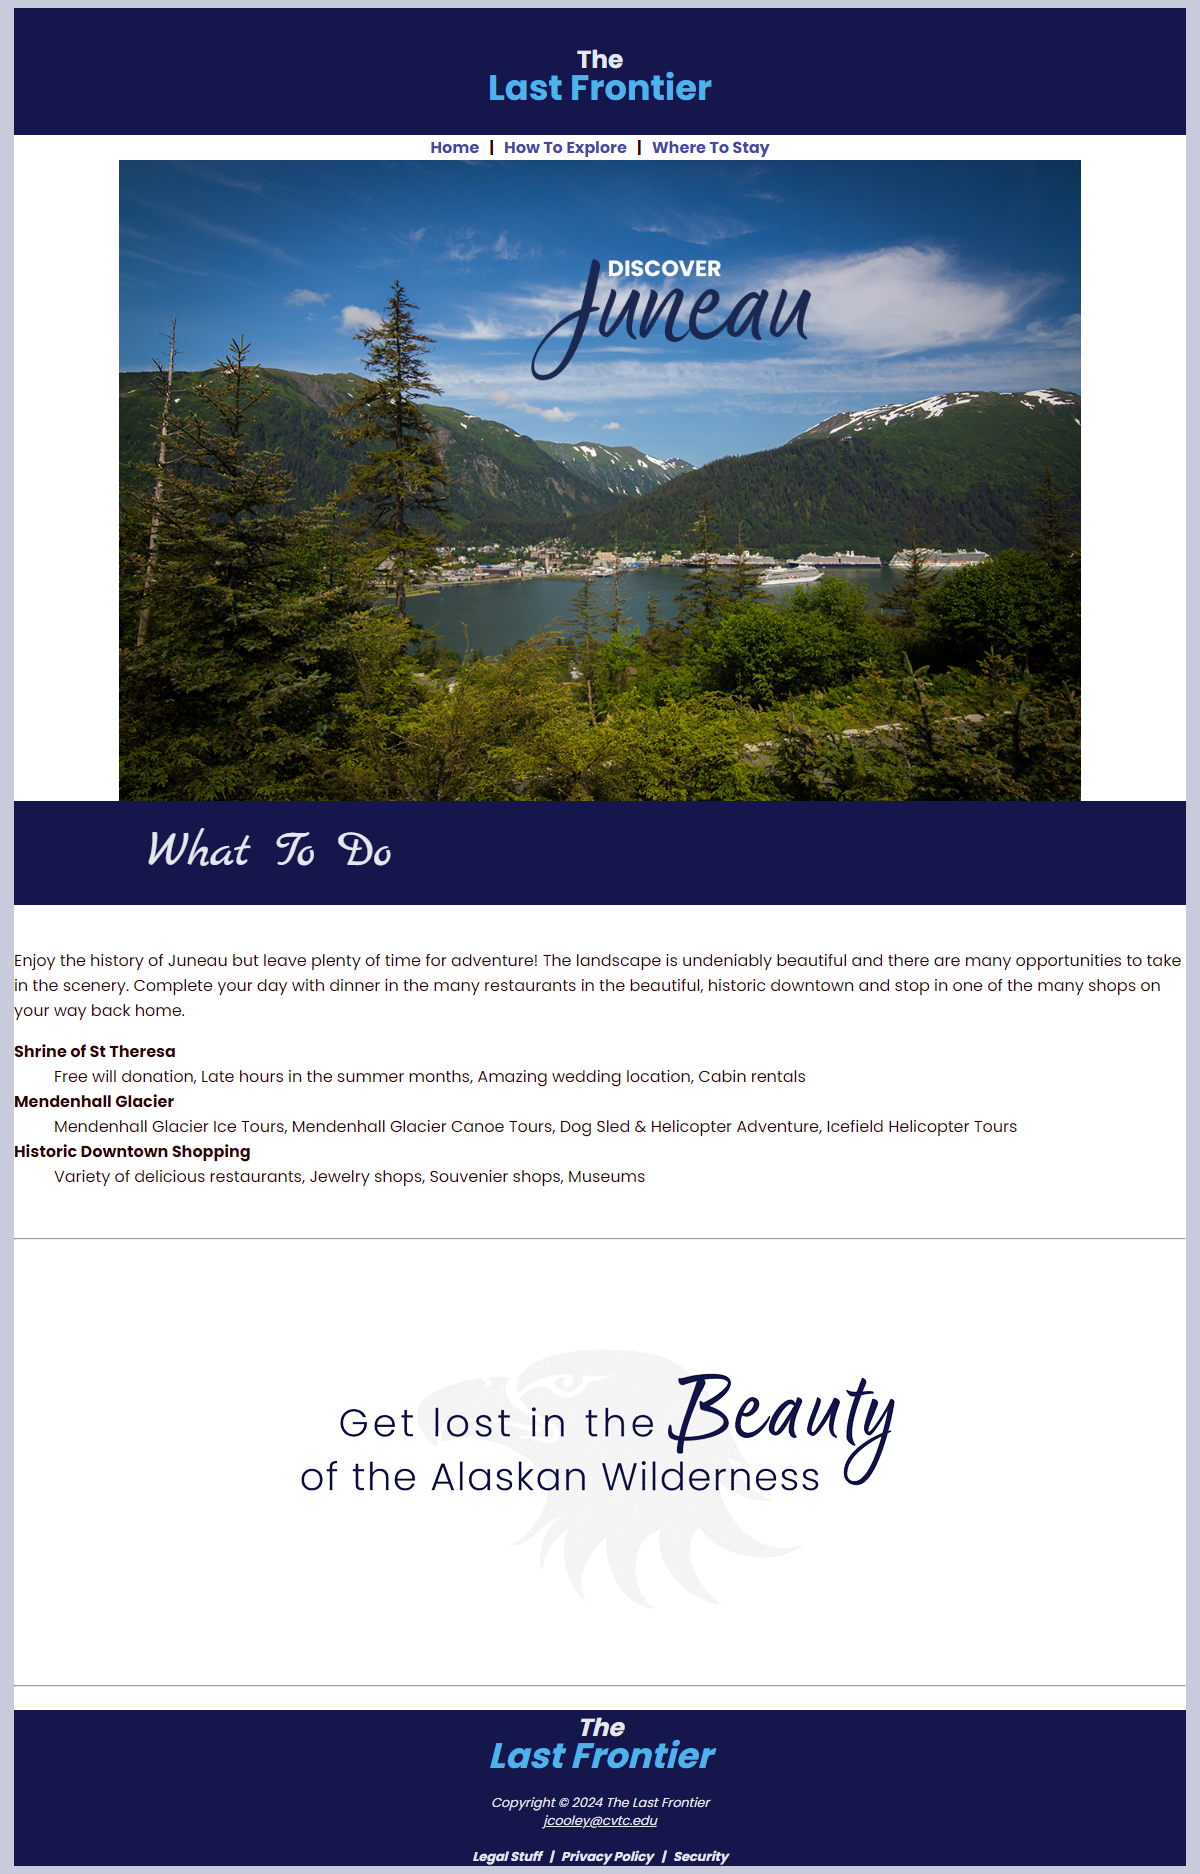 The
Last Frontier
Home | How To Explore | Where To Stay
DISCOVER
Juneau
What To Do
Enjoy the history of Juneau but leave plenty of time for adventure! The landscape is undeniably beautiful and there are many opportunities to take
in the scenery. Complete your day with dinner in the many restaurants in the beautiful, historic downtown and stop in one of the many shops on
your way back home.
Shrine of St Theresa
Free will donation, Late hours in the summer months, Amazing wedding location, Cabin rentals
Mendenhall Glacier
Mendenhall Glacier Ice Tours, Mendenhall Glacier Canoe Tours, Dog Sled & Helicopter Adventure, Icefield Helicopter Tours
Historic Downtown Shopping
Variety of delicious restaurants, Jewelry shops, Souvenier shops, Museums
Get lost in the Beauty
of the Alaskan Wilderness
The
Last Frontier
Copyright © 2024 The Last Frontier
jcooley@cvtc.edu
Legal Stuff | Privacy Policy | Security